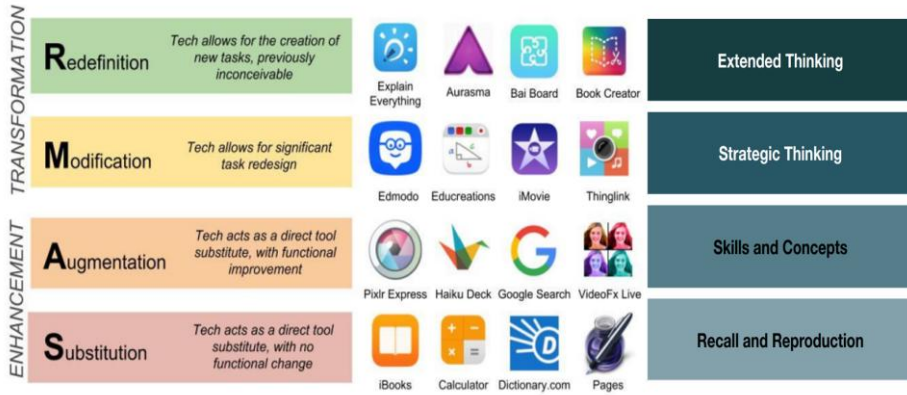 TRANSFORMATION
Redefinition
Tech allows for the creation of
new tasks, previously
inconceivable
Explain
Everything
Aurasma
Bai Board
Book Creator
Extended Thinking
Modification
Tech allows for significant
task redesign
Edmodo
Educreations
iMovie
Thinglink
Strategic Thinking
ENHANCEMENT
Augmentation
Tech acts as a direct tool
substitute, with functional
improvement
Pixlr Express
Haiku Deck
Google Search
VideoFx Live
Skills and Concepts
Substitution
Tech acts as a direct tool
substitute, with no
functional change
iBooks
Calculator
Dictionary.com
Pages
Recall and Reproduction